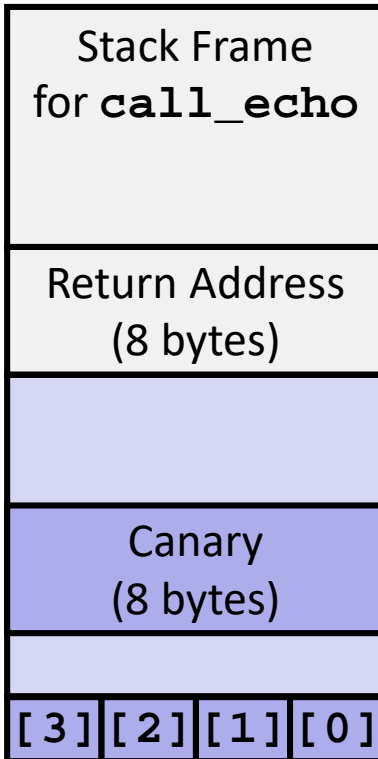 Stack Frame
for call_echo
Return Address
(8 bytes)
Canary
(8 bytes)
[3] [2] [1] [0]